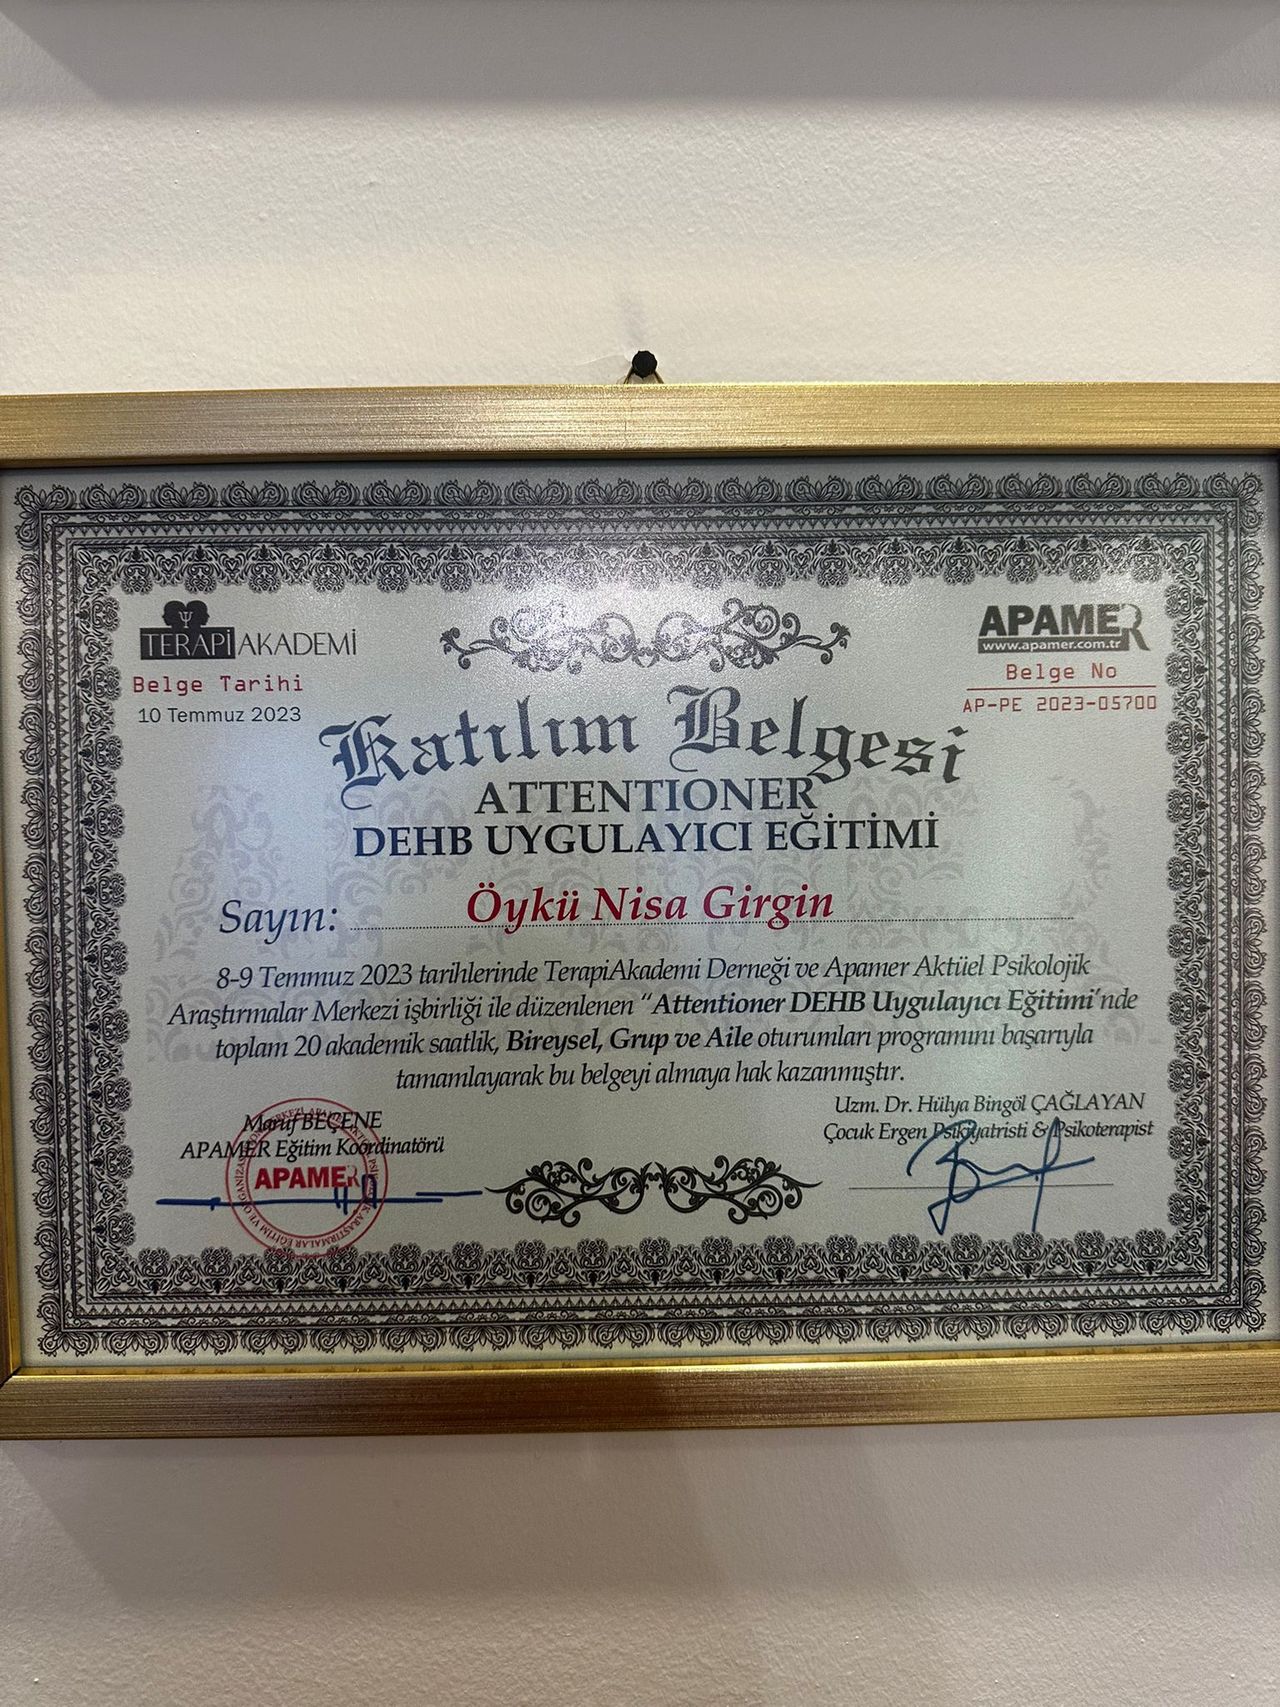 TERAPİAKADEMİ
Belge Tarihi
10 Temmuz 2023
APAMER
www.apamer.com.tr
Belge No
AP-PE 2023-05700
Katılım Belgesi
ATTENTIONER
DEHB UYGULAYICI EĞİTİMİ
Sayın: Öykü Nisa Girgin
8-9 Temmuz 2023 tarihlerinde TerapiAkademi Derneği ve Apamer Aktüel Psikolojik
Araştırmalar Merkezi işbirliği ile düzenlenen "Attentioner DEHB Uygulayıcı Eğitimi'nde
toplam 20 akademik saatlik, Bireysel, Grup ve Aile oturumları programını başarıyla
tamamlayarak bu belgeyi almaya hak kazanmıştır.
Maruf BEÇENE
APAMER Eğitim Koordinatörü
APAMER
Uzm. Dr. Hülya Bingöl ÇAĞLAYAN
Çocuk Ergen Psikiyatristi & Psikoterapist